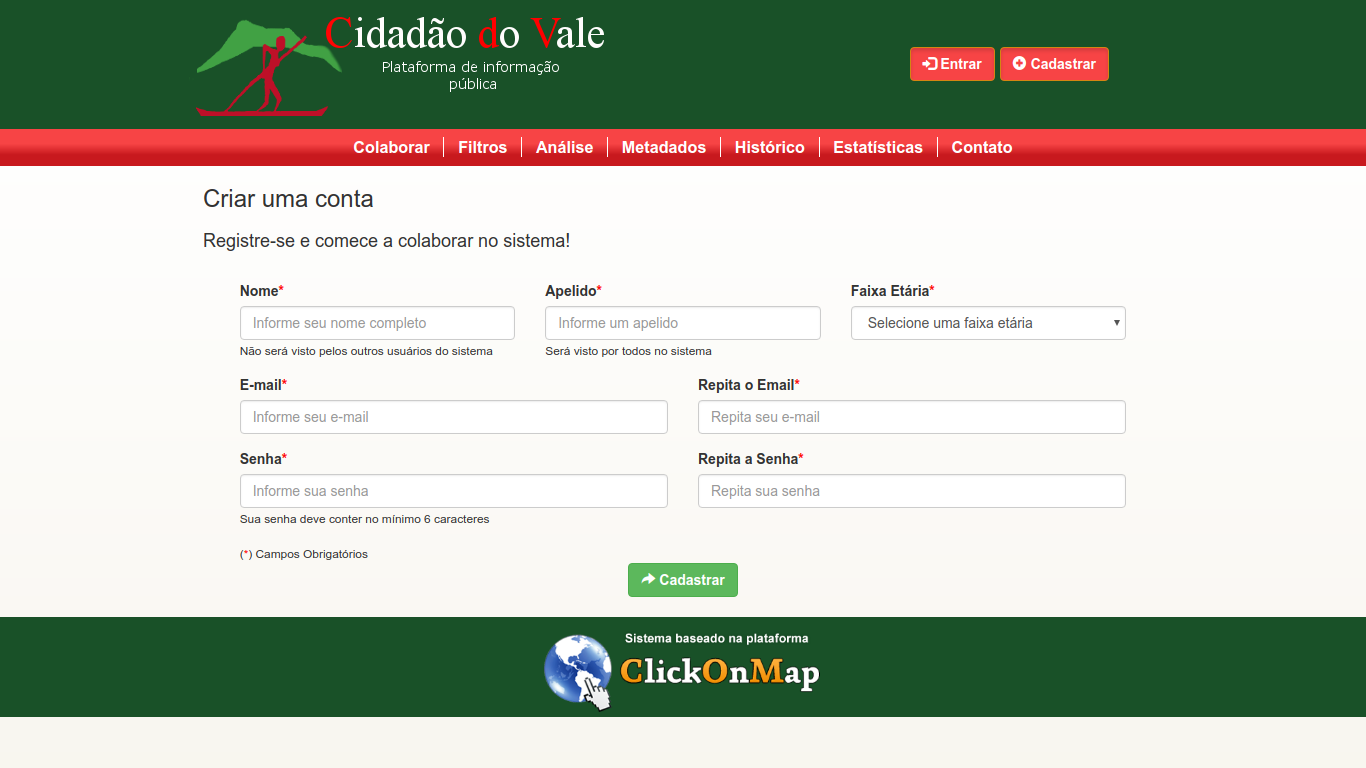 Cidadão do Vale
Plataforma de informação
pública
Entrar
Cadastrar
Colaborar
Filtros
Análise
Metadados
Histórico
Estatísticas
Contato
Criar uma conta
Registre-se e comece a colaborar no sistema!
Nome*
Apelido*
Faixa Etária*
Informe seu nome completo
Informe um apelido
Selecione uma faixa etária
Não será visto pelos outros usuários do sistema
Será visto por todos no sistema
E-mail*
Repita o Email*
Informe seu e-mail
Repita seu e-mail
Senha*
Repita a Senha*
Informe sua senha
Repita sua senha
Sua senha deve conter no mínimo 6 caracteres
(*) Campos Obrigatórios
Cadastrar
Sistema baseado na plataforma
ClickOnMap